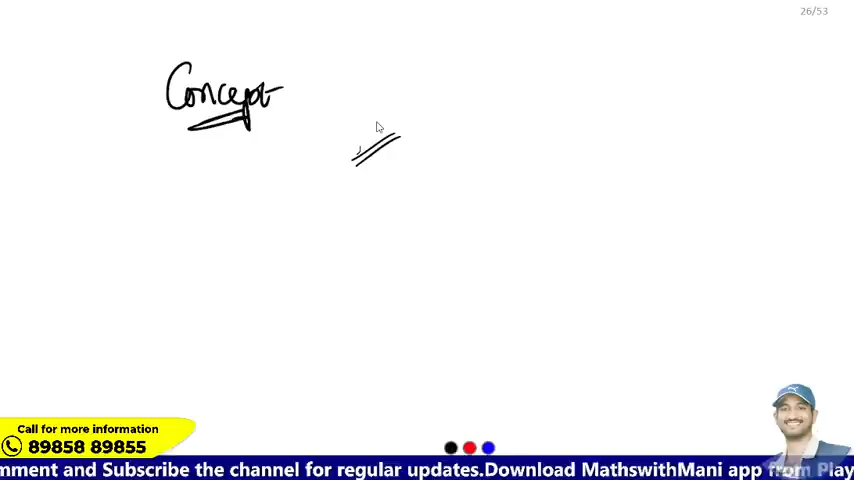 26/53
Concept
Call for more information
89858 89855
mment and Subscribe the channel for regular updates.Download MathswithMani app from Play